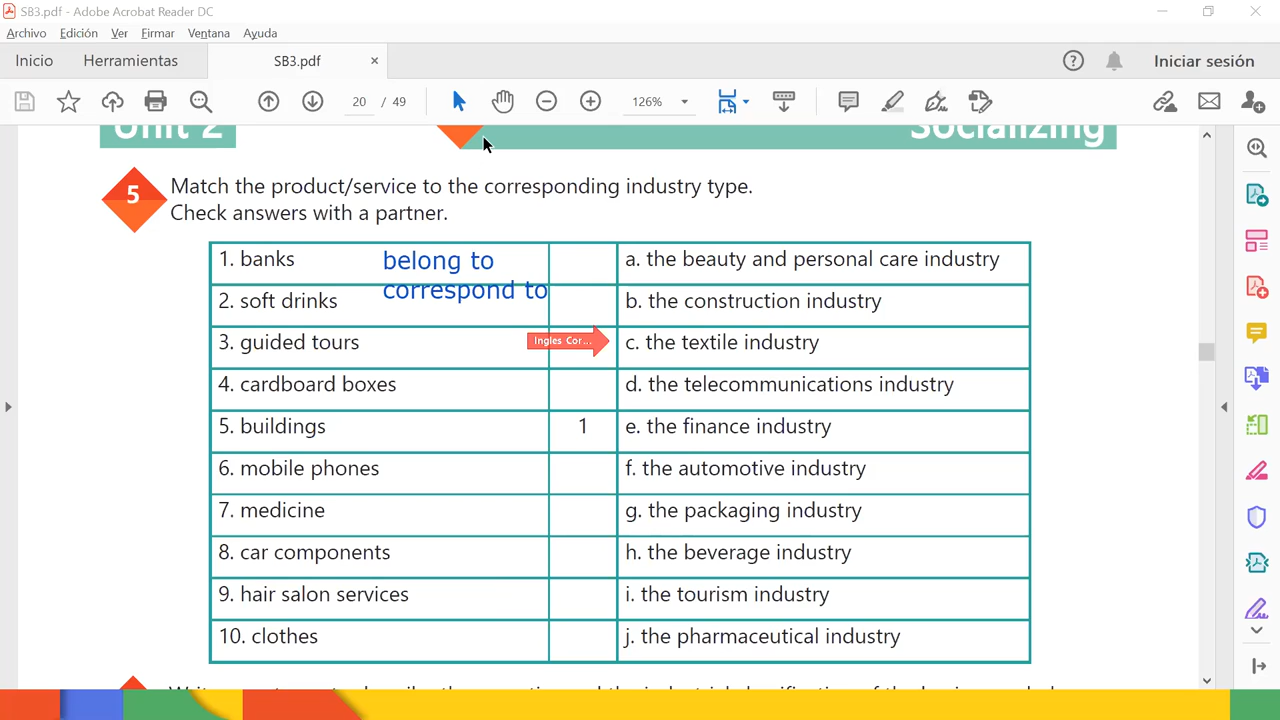 SB3.pdf - Adobe Acrobat Reader DC
Archivo Edición Ver Firmar Ventana Ayuda
Inicio Herramientas SB3.pdf × Iniciar sesión
20 / 49 126%
Unit 2 Socializing
5 Match the product/service to the corresponding industry type.
Check answers with a partner.
1. banks belong to a. the beauty and personal care industry
2. soft drinks correspond to b. the construction industry
3. guided tours Ingles Cor... c. the textile industry
4. cardboard boxes d. the telecommunications industry
5. buildings 1 e. the finance industry
6. mobile phones f. the automotive industry
7. medicine g. the packaging industry
8. car components h. the beverage industry
9. hair salon services i. the tourism industry
10. clothes j. the pharmaceutical industry